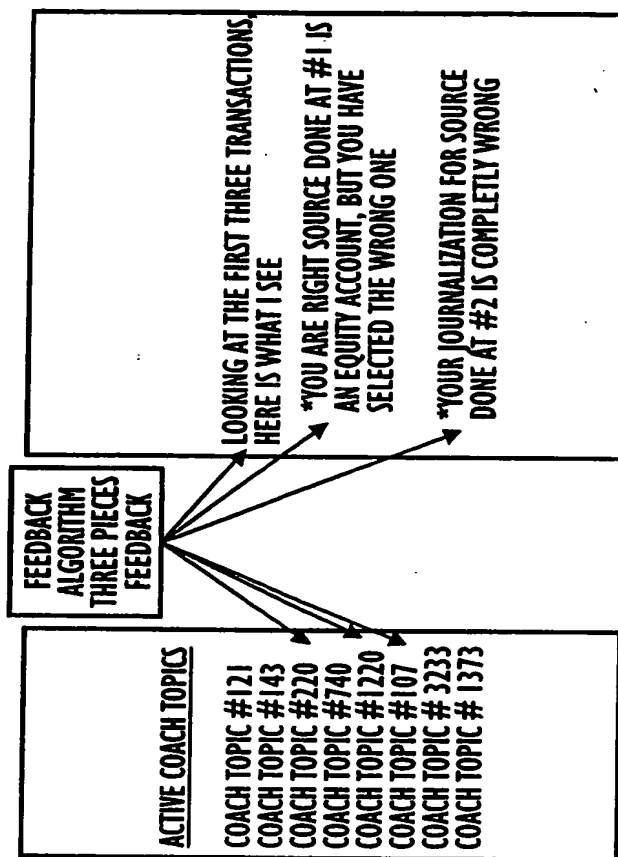 ACTIVE COACH TOPICS
COACH TOPIC #121
COACH TOPIC #143
COACH TOPIC #220
COACH TOPIC #740
COACH TOPIC #1220
COACH TOPIC #107
COACH TOPIC # 3233
COACH TOPIC # 1373
FEEDBACK
ALGORITHM
THREE PIECES
FEEDBACK
LOOKING AT THE FIRST THREE TRANSACTIONS,
HERE IS WHAT I SEE
*YOU ARE RIGHT SOURCE DONE AT #1 IS
AN EQUITY ACCOUNT, BUT YOU HAVE
SELECTED THE WRONG ONE
*YOUR JOURNALIZATION FOR SOURCE
DONE AT #2 IS COMPLETLY WRONG